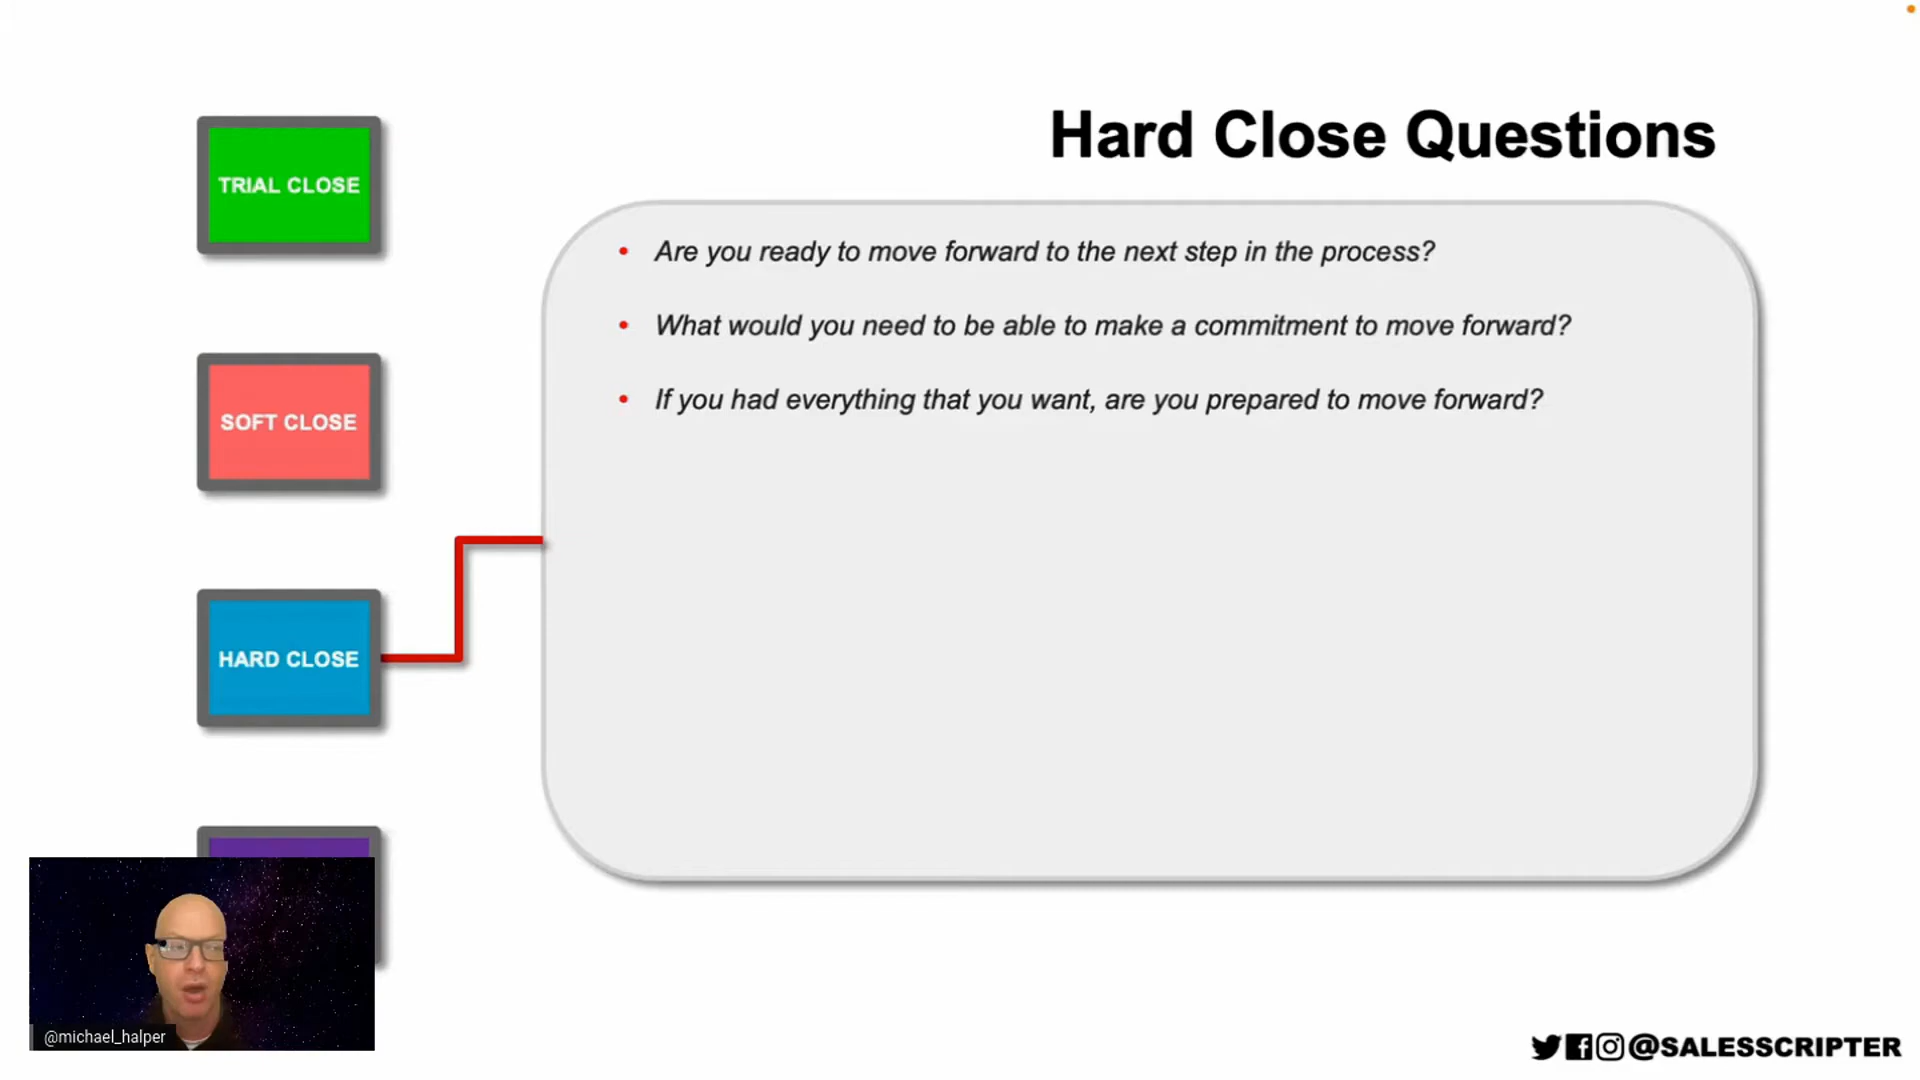 Hard Close Questions
TRIAL CLOSE
SOFT CLOSE
HARD CLOSE
• Are you ready to move forward to the next step in the process?
• What would you need to be able to make a commitment to move forward?
• If you had everything that you want, are you prepared to move forward?
@michael_halper
@SALESSCRIPTER